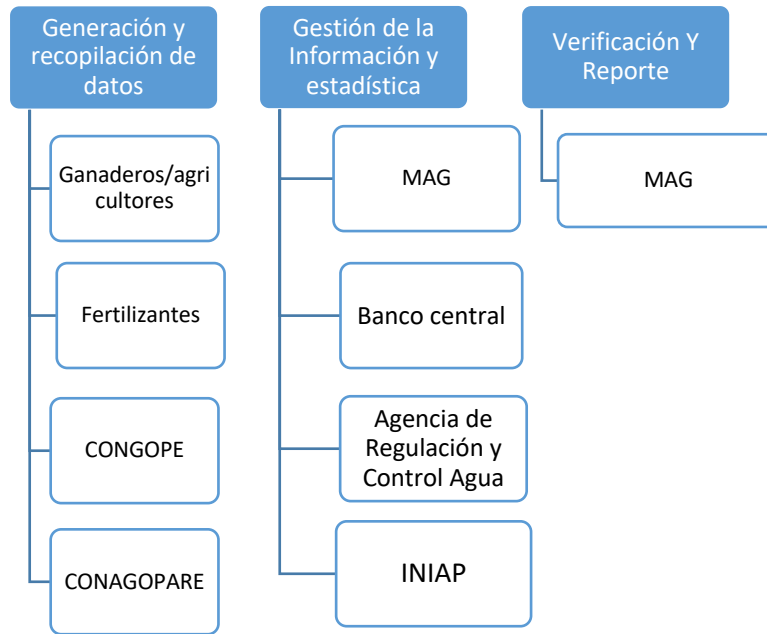 Generación y
recopilación de
datos
Ganaderos/agri
cultores
Fertilizantes
CONGOPE
CONAGOPARE
Gestión de la
Información y
estadística
MAG
Banco central
Agencia de
Regulación y
Control Agua
INIAP
Verificación Y
Reporte
MAG